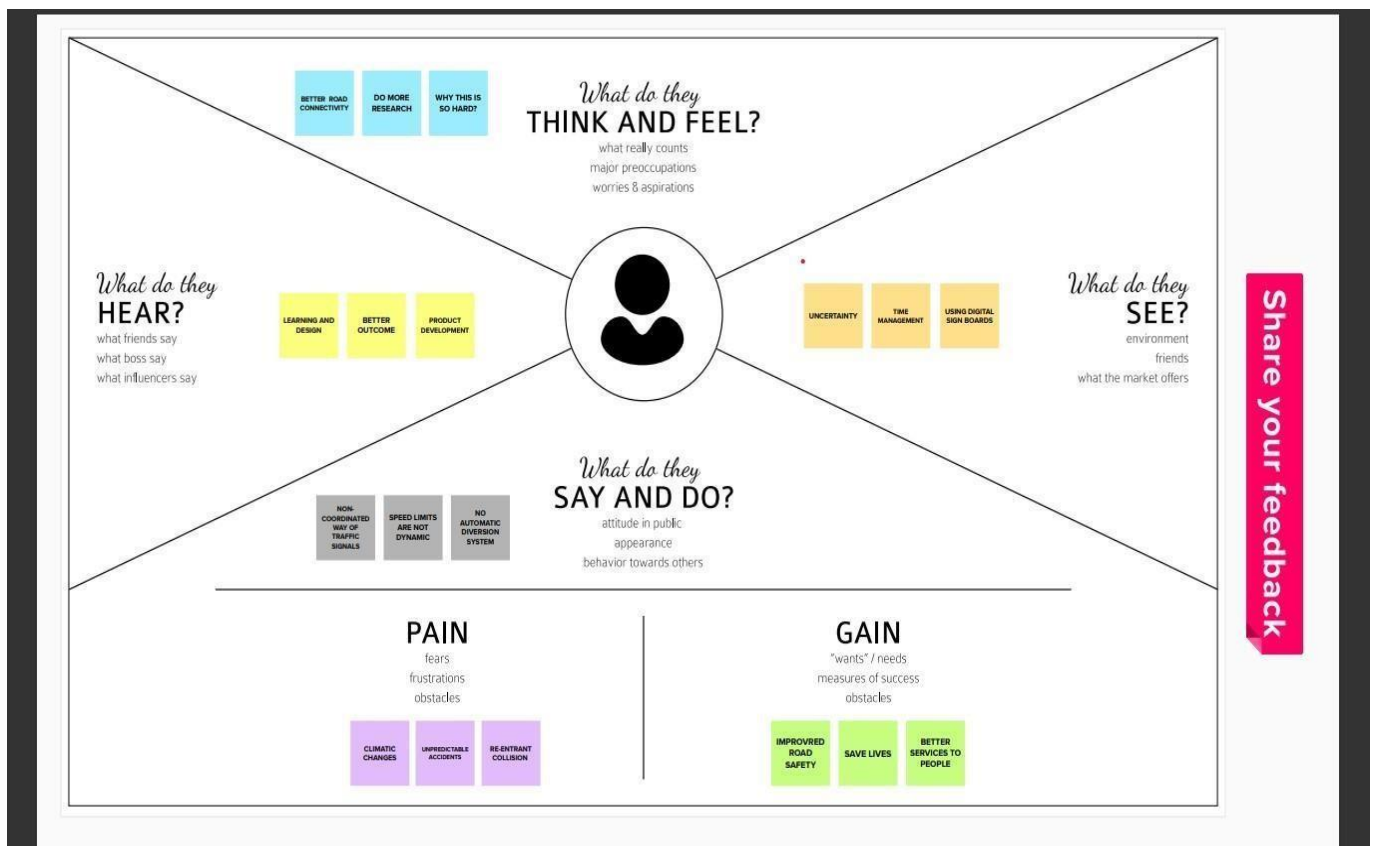 BETTER ROAD
CONNECTIVITY
DO MORE
RESEARCH
WHY THIS IS
SO HARD?
What do they
THINK AND FEEL?
what really counts
major preoccupations
worries & aspirations
What do they
HEAR?
what friends say
what boss say
what influencers say
LEARNING AND
DESIGN
BETTER
OUTCOME
PRODUCT
DEVELOPMENT
UNCERTAINTY
TIME
MANAGEMENT
USING DIGITAL
SIGN BOARDS
What do they
SEE?
environment
friends
what the market offers
What do they
SAY AND DO?
attitude in public
appearance
behavior towards others
NON-
COORDINATED
WAY OF
TRAFFIC
SIGNALS
SPEED LIMITS
ARE NOT
DYNAMIC
NO
AUTOMATIC
DIVERSION
SYSTEM
PAIN
fears
frustrations
obstacles
CLIMATIC
CHANGES
UNPREDICTABLE
ACCIDENTS
RE-ENTRANT
COLLISION
GAIN
"wants" / needs
measures of success
obstacles
IMPROVRED
ROAD
SAFETY
SAVE LIVES
BETTER
SERVICES TO
PEOPLE
Share your feedback